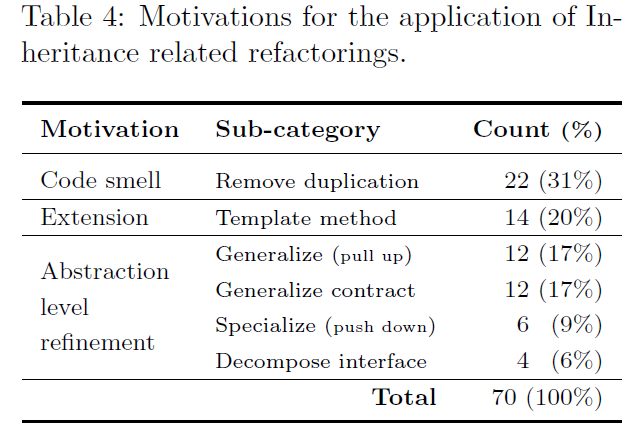 Table 4: Motivations for the application of In-
heritance related refactorings.
Motivation Sub-category Count (%)
Code smell Remove duplication 22 (31%)
Extension Template method 14 (20%)
Abstraction level refinement
Generalize (pull up) 12 (17%)
Generalize contract 12 (17%)
Specialize (push down) 6 (9%)
Decompose interface 4 (6%)
Total 70 (100%)